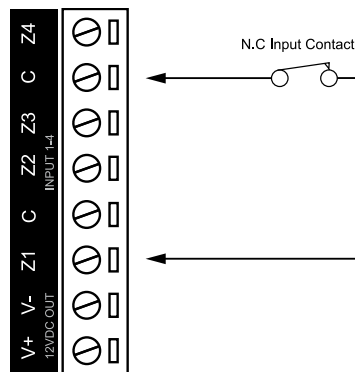 Z4
C
Z3
Z2
INPUT 1-4
C
Z1
V-
V+
12VDC OUT
N.C Input Contact